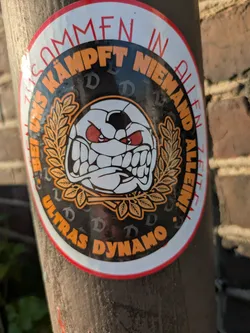 ZUSAMMEN IN ALLEN
BEI UNS KÄMPFT NIEMAND ALLEIN!
ULTRAS DYNAMO